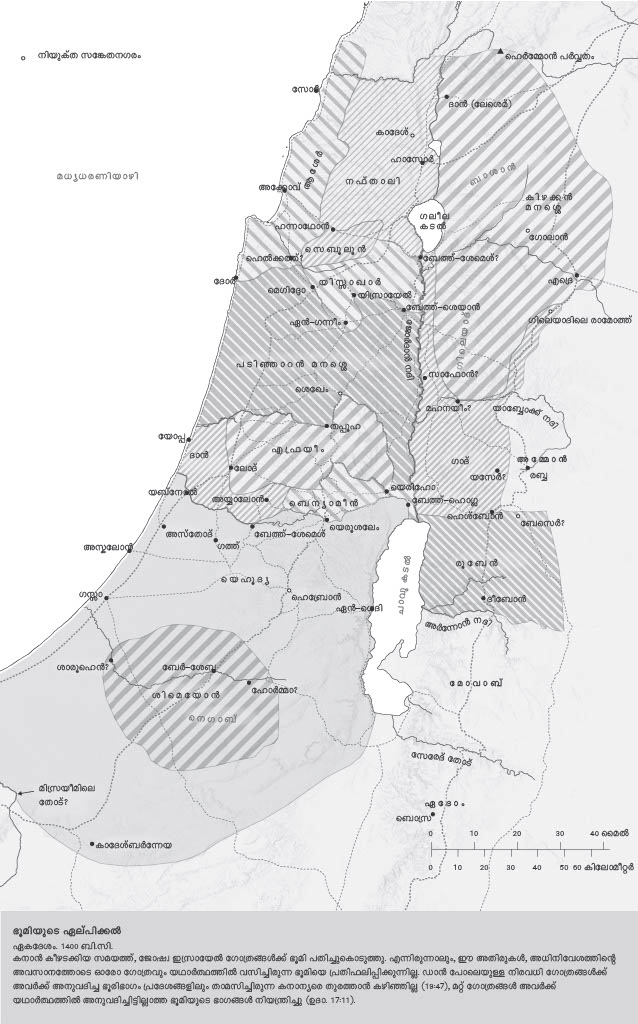 നിയുക്ത സങ്കേതനഗരം
ഹെർമ്മോൻ പർവ്വതം
സോർ
ദാൻ (ലേശെം)
കാദേശ്
ഹാസോർ
ആശേർ
നഫ്താലി
ബാശാൻ
മധ്യധരണിയാഴി
അക്കോവ്
കിഴക്കൻ
മനശ്ശെ
ഗലീല
കടൽ
ഹന്നാഥോൻ
ഗോലാൻ
സെബൂലൂൻ
ഹെൽക്കത്ത്?
ബേത്ത്-ശെമെശ്?
ദോർ
യിസ്സാഖാർ
എദ്രെ
മെഗിദ്ദോ
യിസ്രായേൽ
ബേത്ത്-ശെയാൻ
ഏൻ-ഗന്നീം
ഗിലെയാദിലെ രാമോത്ത്
യോർദ്ദാൻ നദി
ഗിലെയാദ്
പടിഞ്ഞാറൻ മനശ്ശെ
സാഫോൻ?
ശെഖേം
മഹനയീം?
യാബ്ബോക്ക് നദി
തപ്പൂഹ
യോപ്പ
എഫ്രയീം
ദാൻ
ലോദ്
ഗാദ്
അമ്മോൻ
യസേർ?
രബ്ബ
യബ്നേൽ
അയ്യാലോൻ
യെരിഹോ
ബെന്യാമീൻ
ബേത്ത്-ഹൊഗ്ല
ഹെശ്ബോൻ
ബേസെർ?
അസ്തോദ്
ബേത്ത്-ശേമെശ്
യെരൂശലേം
അസ്കലോൻ
ഗത്ത്
രൂബേൻ
യെഹൂദ്യ
ചാവു കടൽ
ഗസ്സാ
ഹെബ്രോൻ
ഏൻ-ഗെദി
ദീബോൻ
അർന്നോൻ നദി
ശാരൂഹെൻ?
ബേർ-ശേബ
ഹോർമ്മാ?
ശിമെയോൻ
നെഗബ്
മോവാബ്
സേരേദ് തോട്
മിസ്രയീമിലെ
തോട്?
ഏദോം
ബൊസ്ര
കാദേശ്ബർന്നേയ
0 10 20 30 40 മൈൽ
0 10 20 30 40 50 60 കിലോമീറ്റർ
ഭൂമിയുടെ ഏല്പിക്കൽ
ഏകദേശം. 1400 ബി.സി.
കനാൻ കീഴടക്കിയ സമയത്ത്, ജോഷ്വ ഇസ്രായേൽ ഗോത്രങ്ങൾക്ക് ഭൂമി പതിച്ചുകൊടുത്തു. എന്നിരുന്നാലും, ഈ അതിരുകൾ, അധിനിവേശത്തിന്റെ
അവസാനത്തോടെ ഓരോ ഗോത്രവും യഥാർത്ഥത്തിൽ വസിച്ചിരുന്ന ഭൂമിയെ പ്രതിഫലിപ്പിക്കുന്നില്ല. ഡാൻ പോലെയുള്ള നിരവധി ഗോത്രങ്ങൾക്ക്
അവർക്ക് അനുവദിച്ച ഭൂരിഭാഗം പ്രദേശങ്ങളിലും താമസിച്ചിരുന്ന കനാന്യരെ തുരത്താൻ കഴിഞ്ഞില്ല (19:47), മറ്റ് ഗോത്രങ്ങൾ അവർക്ക്
യഥാർത്ഥത്തിൽ അനുവദിച്ചിട്ടില്ലാത്ത ഭൂമിയുടെ ഭാഗങ്ങൾ നിയന്ത്രിച്ചു (ഉദാ. 17:11).